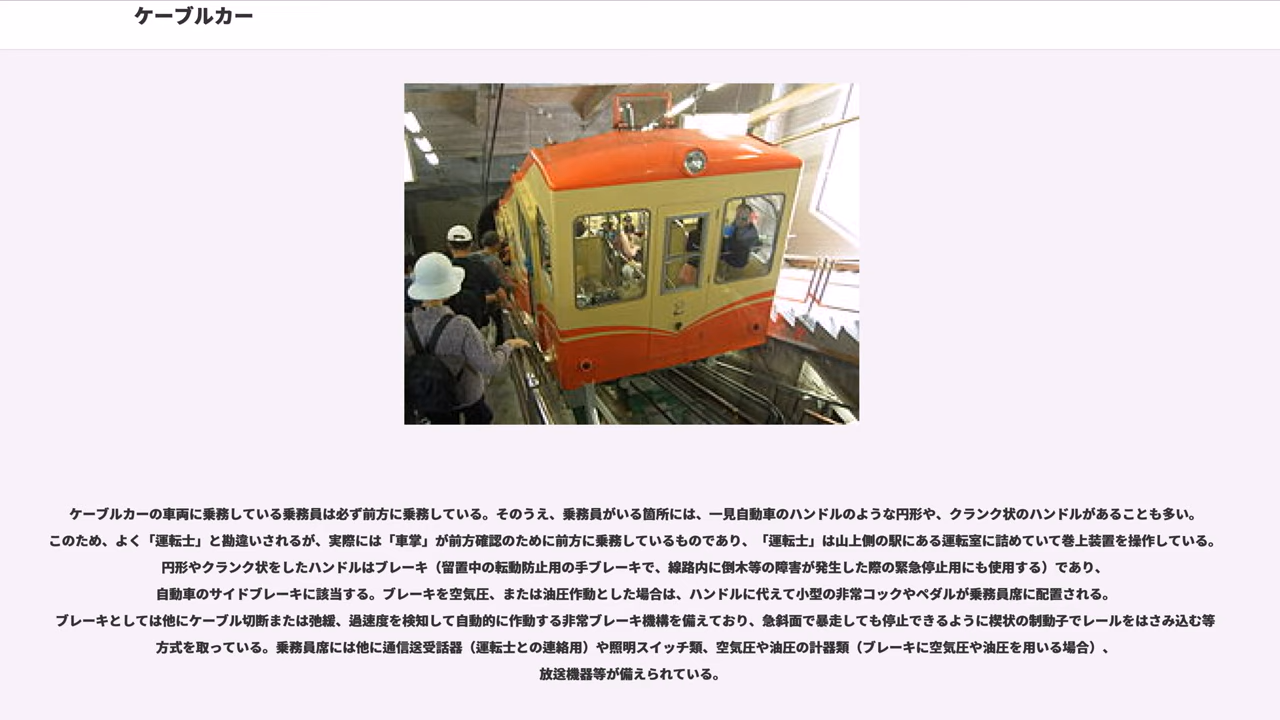 ケーブルカー
2
ケーブルカーの車両に乗務している乗務員は必ず前方に乗務している。そのうえ、乗務員がいる箇所には、一見自動車のハンドルのような円形や、クランク状のハンドルがあることも多い。
このため、よく「運転士」と勘違いされるが、実際には「車掌」が前方確認のために前方に乗務しているものであり、「運転士」は山上側の駅にある運転室に詰めていて巻上装置を操作している。
円形やクランク状をしたハンドルはブレーキ（留置中の転動防止用の手ブレーキで、線路内に倒木等の障害が発生した際の緊急停止用にも使用する）であり、
自動車のサイドブレーキに該当する。ブレーキを空気圧、または油圧作動とした場合は、ハンドルに代えて小型の非常コックやペダルが乗務員席に配置される。
ブレーキとしては他にケーブル切断または弛緩、過速度を検知して自動的に作動する非常ブレーキ機構を備えており、急斜面で暴走しても停止できるように楔状の制動子でレールをはさみ込む等
方式を取っている。乗務員席には他に通信送受話器（運転士との連絡用）や照明スイッチ類、空気圧や油圧の計器類（ブレーキに空気圧や油圧を用いる場合）、
放送機器等が備えられている。